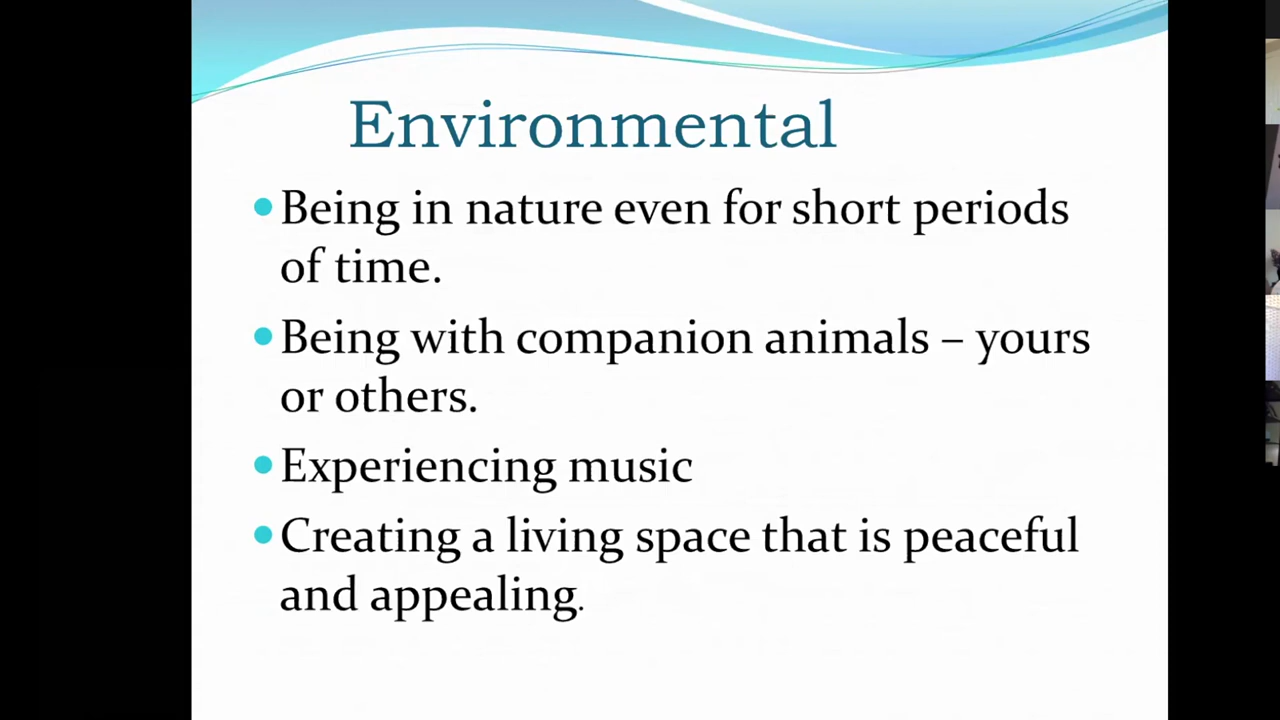 Environmental
Being in nature even for short periods
of time.
Being with companion animals – yours
or others.
Experiencing music
Creating a living space that is peaceful
and appealing.